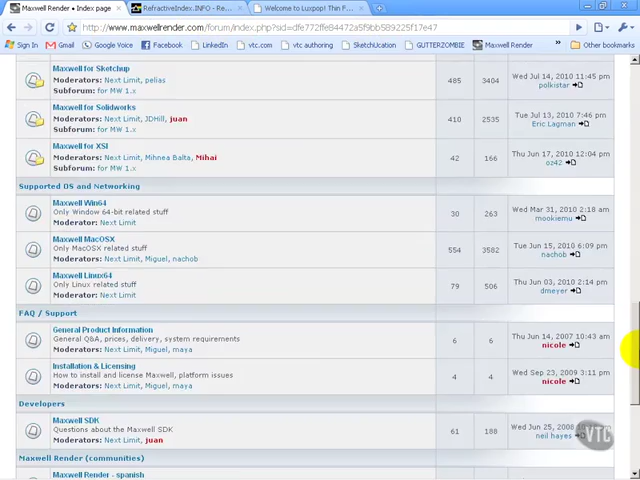 Maxwell Render • Index page
RefractiveIndex.INFO - Re...
Welcome to Luxpop! Thin F...
http://www.maxwellrender.com/forum/index.php?sid=dfe772ffe84472a5f9bb589225f17e47
Sign In
Gmail
Google Voice
Facebook
LinkedIn
vtc.com
vtc authoring
SketchUcation
GUTTERZOMBIE
Maxwell Render
»
Other bookmarks
Maxwell for Sketchup
Moderators: Next Limit, pelias
Subforum: for MW 1.x
485
3404
Wed Jul 14, 2010 11:45 pm
polkistar
Maxwell for Solidworks
Moderators: Next Limit, JDHill, juan
Subforum: for MW 1.x
410
2535
Tue Jul 13, 2010 7:46 pm
Eric Lagman
Maxwell for XSI
Moderators: Next Limit, Mihnea Balta, Mihai
Subforum: for MW 1.x
42
166
Thu Jun 17, 2010 12:04 pm
oz42
Supported OS and Networking
Maxwell Win64
Only Window 64-bit related stuff
Moderator: Next Limit
30
263
Wed Mar 31, 2010 2:18 am
mookiemu
Maxwell MacOSX
Only MacOSX related stuff
Moderators: Next Limit, Miguel, nachob
554
3582
Tue Jun 15, 2010 6:09 pm
nachob
Maxwell Linux64
Only Linux related stuff
Moderator: Next Limit
79
506
Thu Jun 03, 2010 2:14 pm
dmeyer
FAQ / Support
General Product Information
General Q&A, prices, delivery, system requirements
Moderators: Next Limit, Miguel, maya
6
6
Thu Jun 14, 2007 10:43 am
nicole
Installation & Licensing
How to install and license Maxwell, platform issues
Moderators: Next Limit, Miguel, maya
4
4
Wed Sep 23, 2009 3:11 pm
nicole
Developers
Maxwell SDK
Questions about the Maxwell SDK
Moderators: Next Limit, juan
61
188
Wed Jun 25, 2008
neil hayes
VTC
Maxwell Render (communities)
Maxwell Render - spanish